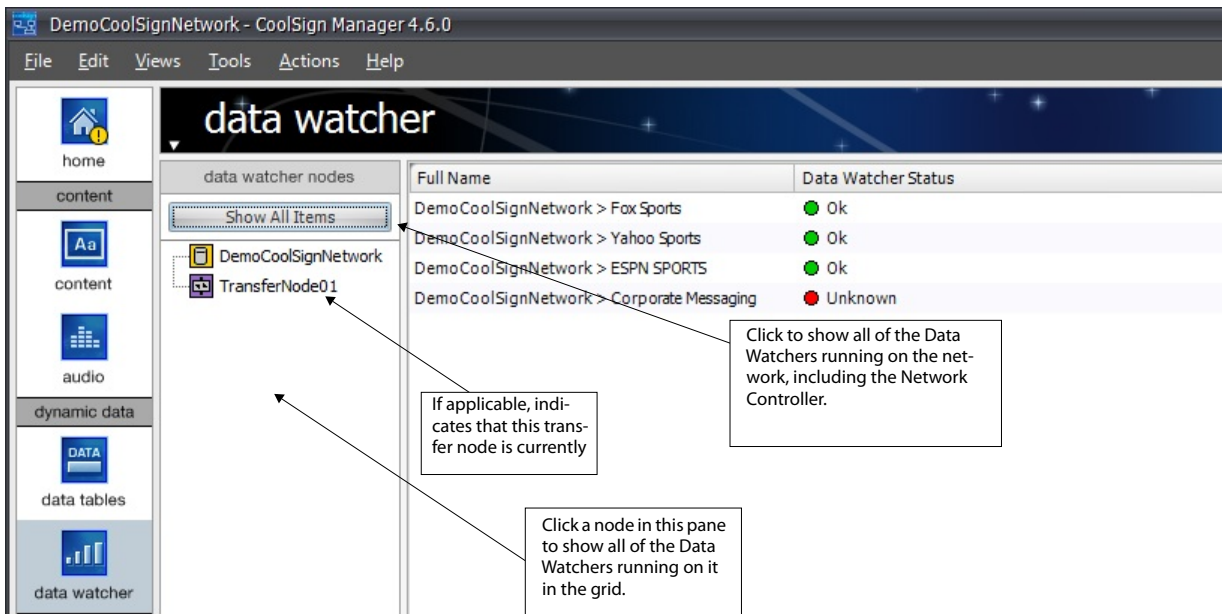 DemoCoolSignNetwork - CoolSign Manager 4.6.0
File Edit Views Tools Actions Help
home
content
Aa
content
audio
dynamic data
DATA
data tables
data watcher
data watcher
data watcher nodes
Show All Items
DemoCoolSignNetwork
TransferNode01
Full Name Data Watcher Status
DemoCoolSignNetwork > Fox Sports Ok
DemoCoolSignNetwork > Yahoo Sports Ok
DemoCoolSignNetwork > ESPN SPORTS Ok
DemoCoolSignNetwork > Corporate Messaging Unknown
Click to show all of the Data
Watchers running on the net-
work, including the Network
Controller.
If applicable, indi-
cates that this trans-
fer node is currently
Click a node in this pane
to show all of the Data
Watchers running on it
in the grid.